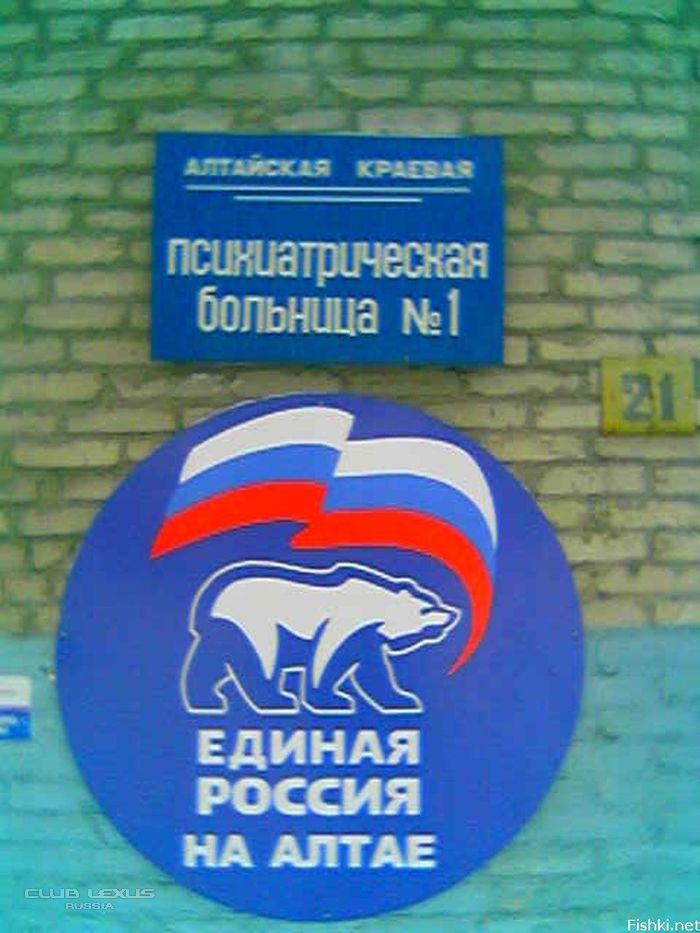 АЛТАЙСКАЯ КРАЕВАЯ
психиатрическая
больница №1
21
ЕДИНАЯ
РОССИЯ
НА АЛТАЕ
CLUB LEXUS
RUSSIA
Fishki.net